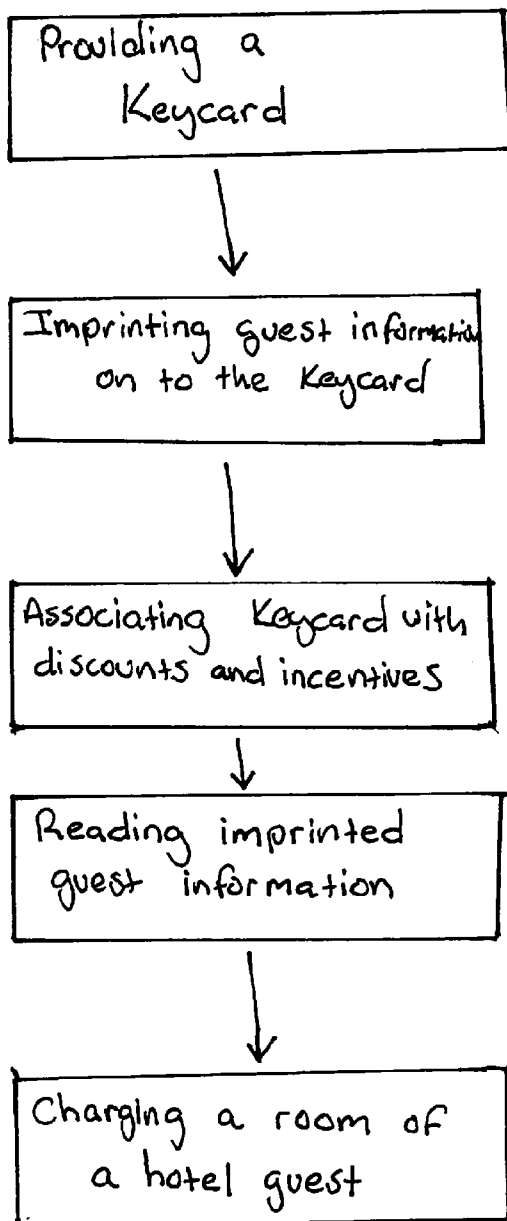 Providing a
Keycard
Imprinting guest information
on to the Keycard
Associating Keycard with
discounts and incentives
Reading imprinted
guest information
Charging a room of
a hotel guest